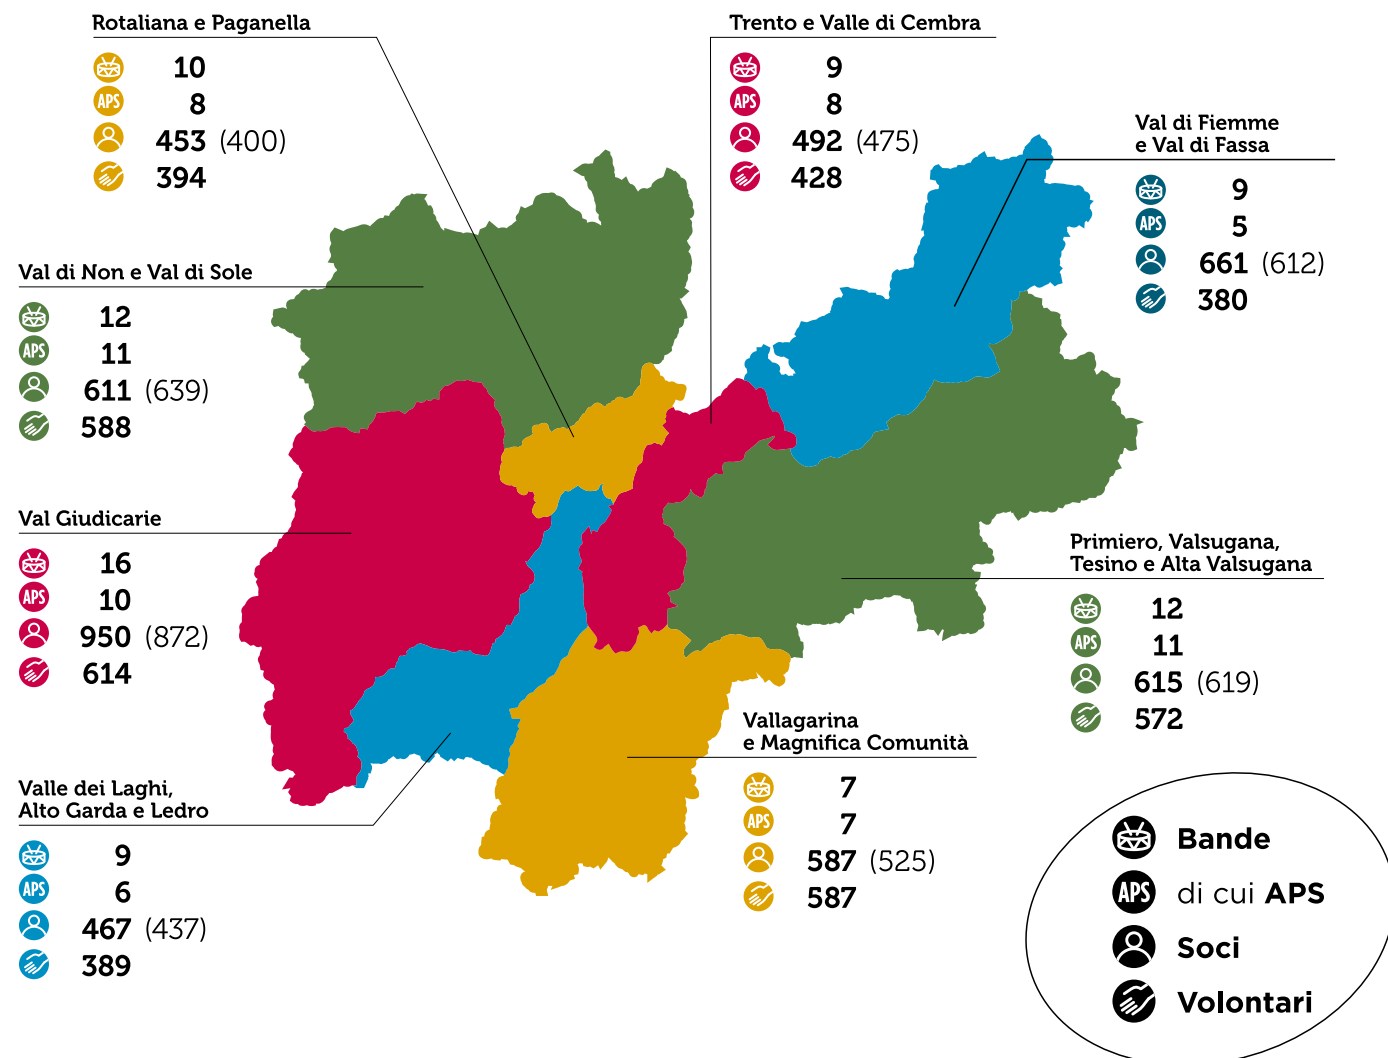 Rotaliana e Paganella
10
APS 8
453 (400)
394
Trento e Valle di Cembra
9
APS 8
492 (475)
428
Val di Fiemme
e Val di Fassa
9
APS 5
661 (612)
380
Val di Non e Val di Sole
12
APS 11
611 (639)
588
Val Giudicarie
16
APS 10
950 (872)
614
Primiero, Valsugana,
Tesino e Alta Valsugana
12
APS 11
615 (619)
572
Vallagarina
e Magnifica Comunità
7
APS 7
587 (525)
587
Valle dei Laghi,
Alto Garda e Ledro
9
APS 6
467 (437)
389
Bande
APS di cui APS
Soci
Volontari